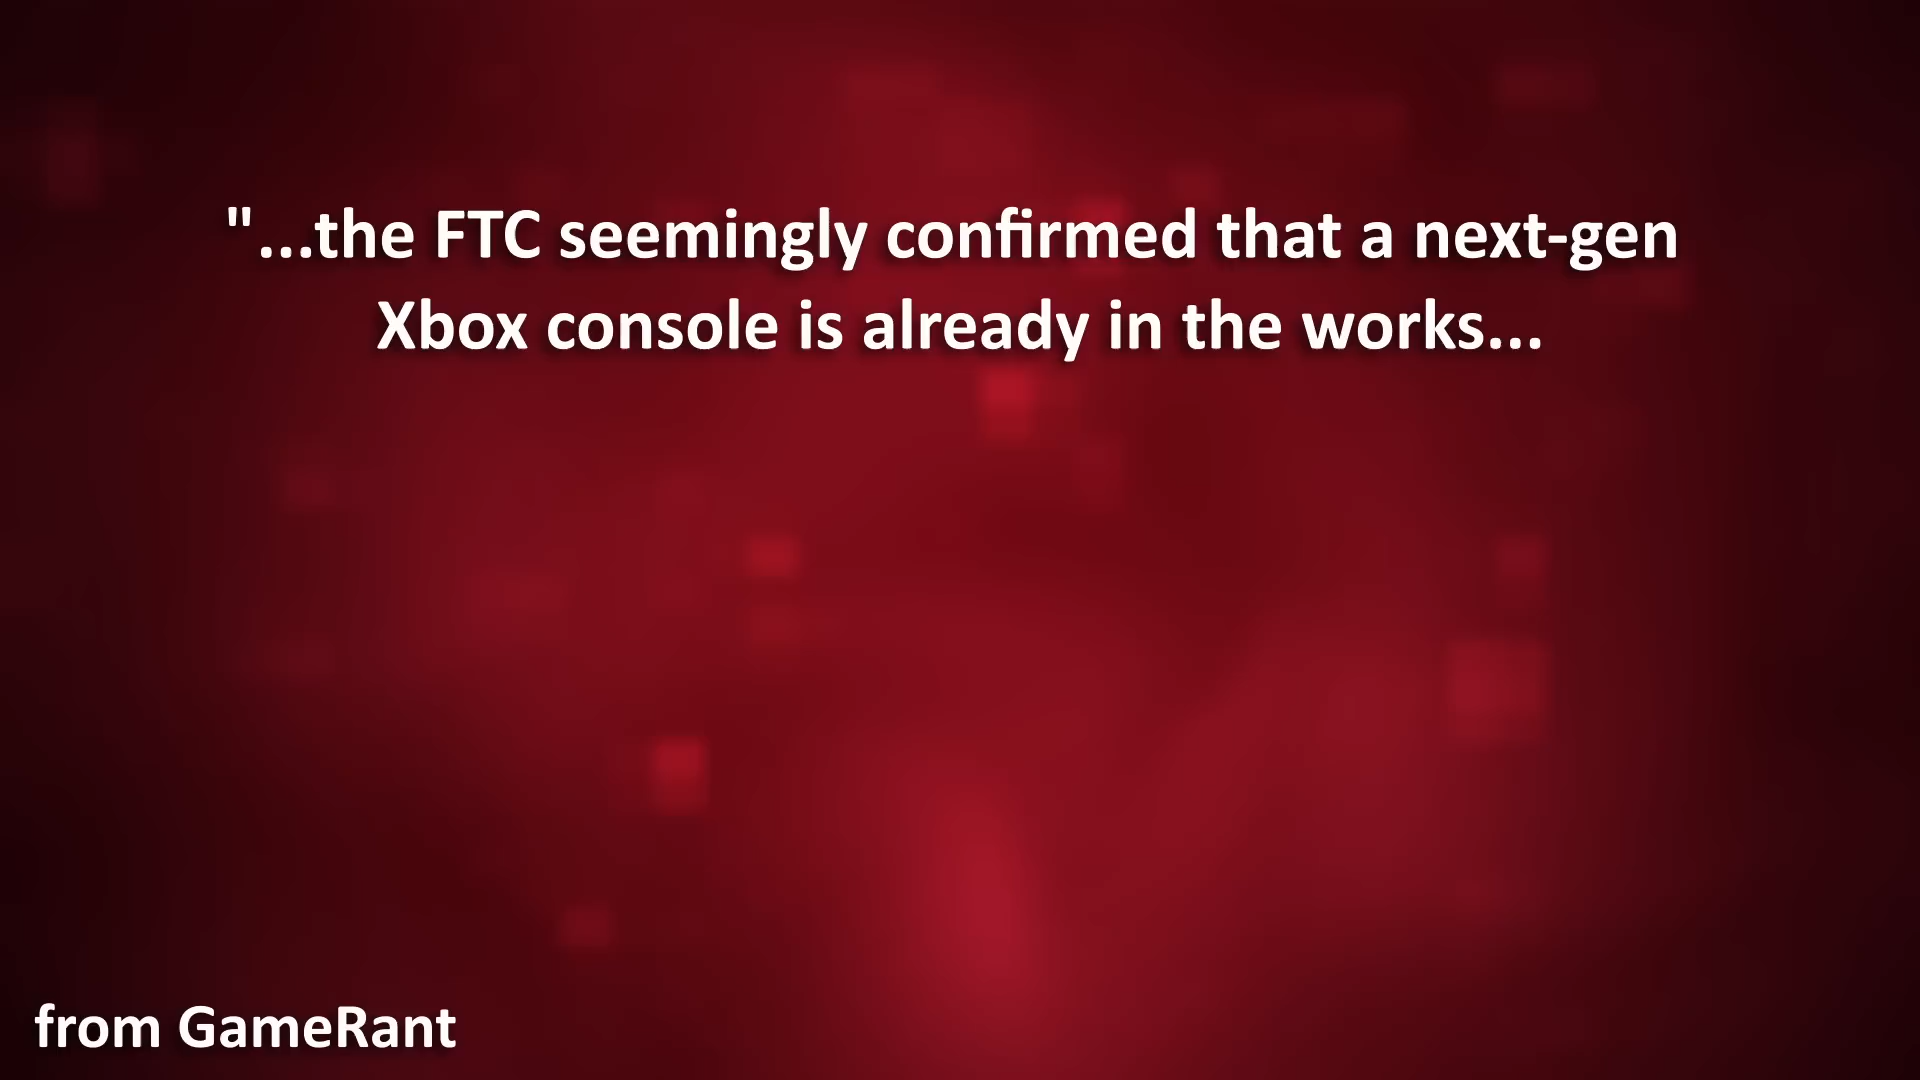 "...the FTC seemingly confirmed that a next-gen
Xbox console is already in the works...
from GameRant